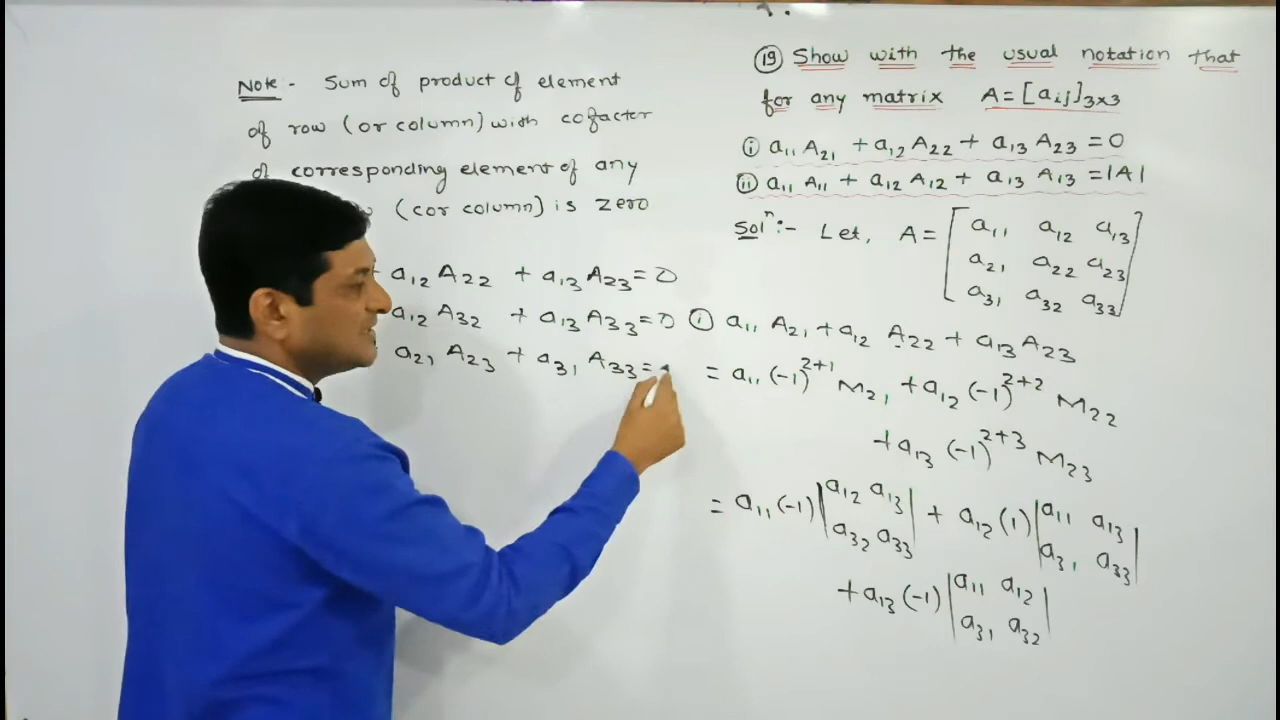 Note - Sum of product of element
of row (or column) with cofactor
of corresponding element of any
(cor column) is zero
a12 A22 + a13 A23 = 0
a12 A32 + a13 A33 = 0
a21 A23 + a31 A33 =
(19) Show with the usual notation that
for any matrix A = [aij]3×3
(i) a11 A21 + a12 A22 + a13 A23 = 0
(ii) a11 A11 + a12 A12 + a13 A13 = |A|
Solⁿ:- Let, A = [a11 a12 a13
a21 a22 a23
a31 a32 a33]
(i) a11 A21 + a12 A22 + a13 A23
= a11 (-1)^2+1 M21 + a12 (-1)^2+2 M22
+ a13 (-1)^2+3 M23
= a11 (-1) |a12 a13 + a12 (1) |a11 a13
a32 a33| a31 a33|
+ a13 (-1) |a11 a12
a31 a32|